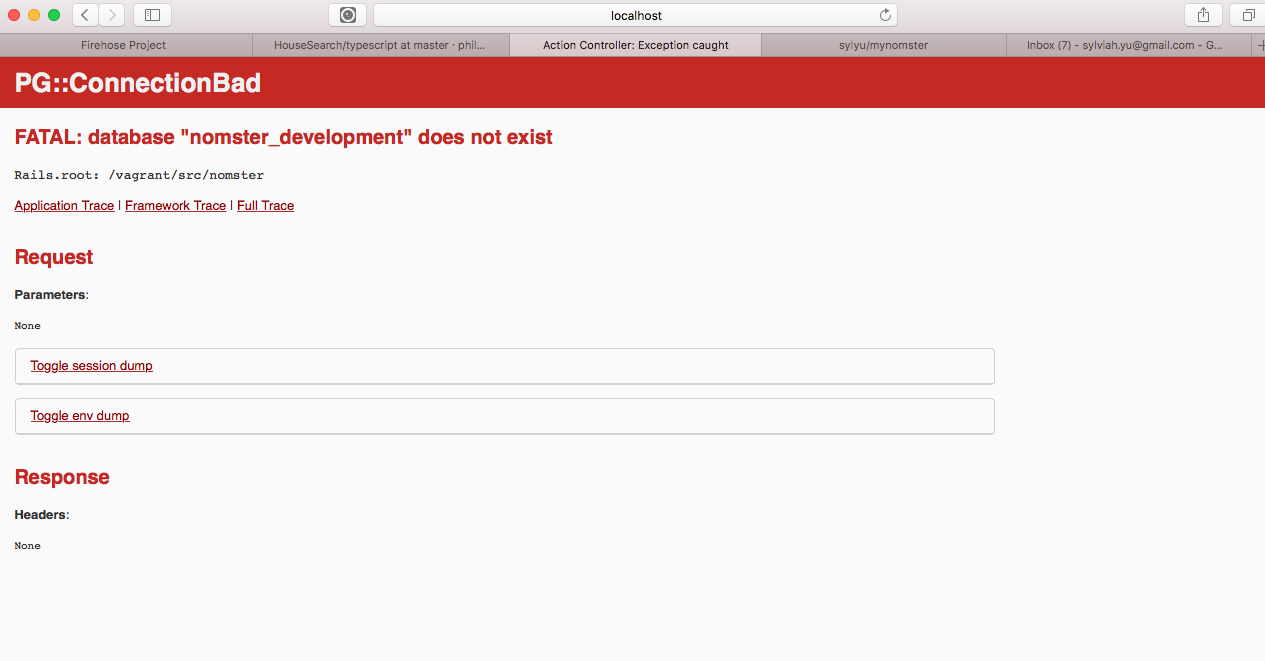 localhost
Firehose Project
HouseSearch/typescript at master · phil...
Action Controller: Exception caught
sylyu/mynomster
Inbox (7) - sylviah.yu@gmail.com - G...
PG::ConnectionBad
FATAL: database "nomster_development" does not exist
Rails.root: /vagrant/src/nomster
Application Trace | Framework Trace | Full Trace
Request
Parameters:
None
Toggle session dump
Toggle env dump
Response
Headers:
None